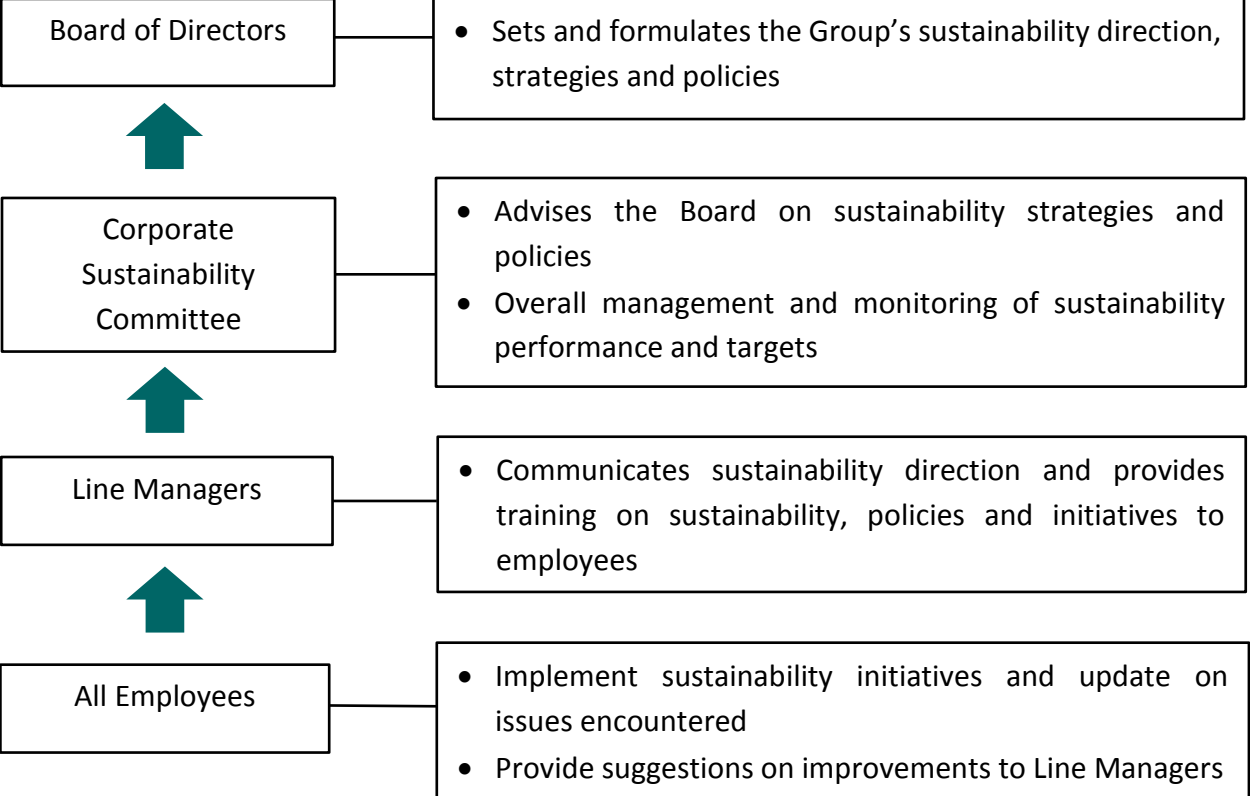 Board of Directors
• Sets and formulates the Group’s sustainability direction,
strategies and policies
Corporate
Sustainability
Committee
• Advises the Board on sustainability strategies and
policies
• Overall management and monitoring of sustainability
performance and targets
Line Managers
• Communicates sustainability direction and provides
training on sustainability, policies and initiatives to
employees
All Employees
• Implement sustainability initiatives and update on
issues encountered
• Provide suggestions on improvements to Line Managers